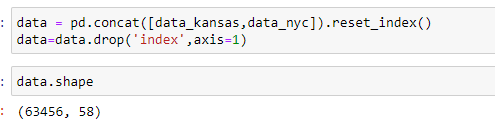 : data = pd.concat([data_kansas,data_nyc]).reset_index()
data=data.drop('index',axis=1)
: data.shape
: (63456, 58)